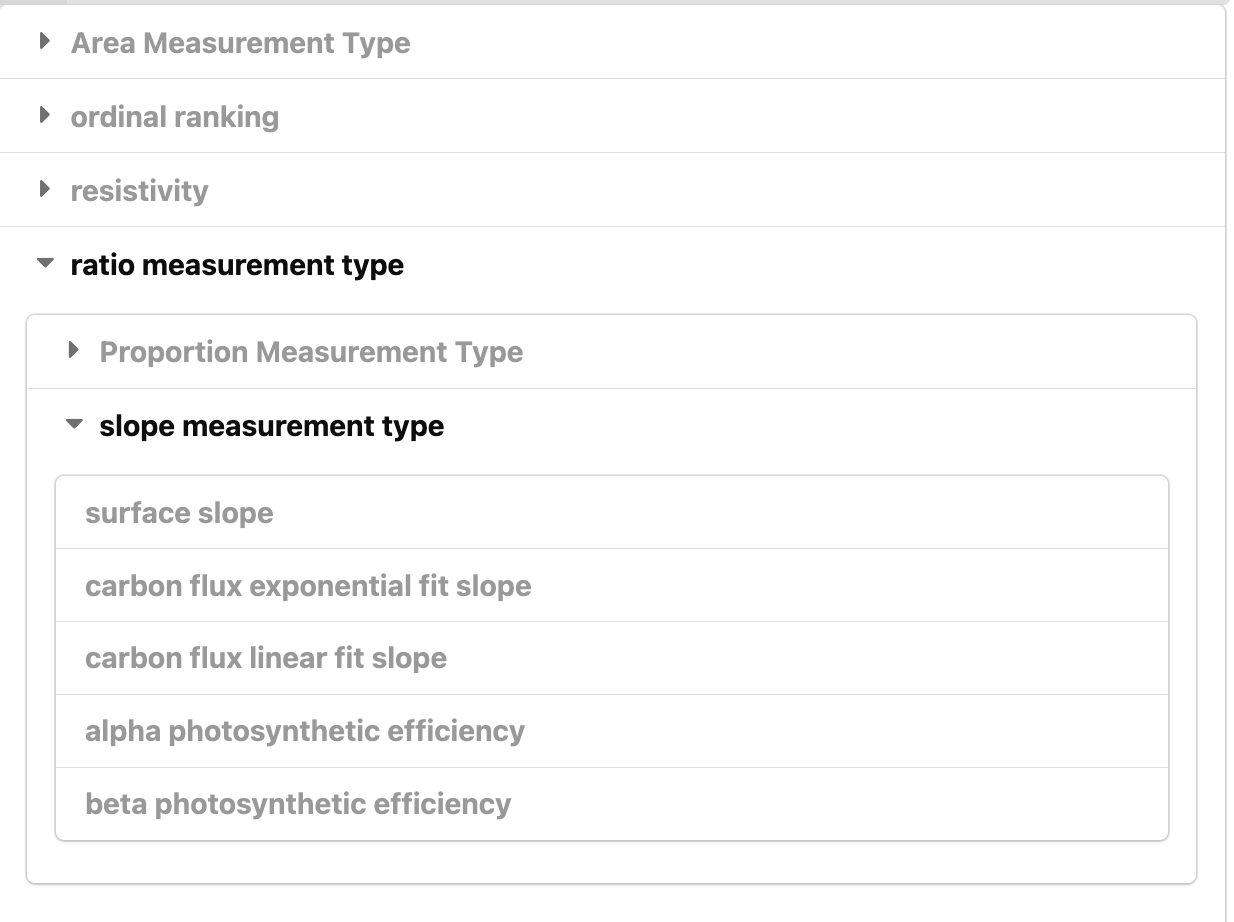 Area Measurement Type
ordinal ranking
resistivity
ratio measurement type
Proportion Measurement Type
slope measurement type
surface slope
carbon flux exponential fit slope
carbon flux linear fit slope
alpha photosynthetic efficiency
beta photosynthetic efficiency